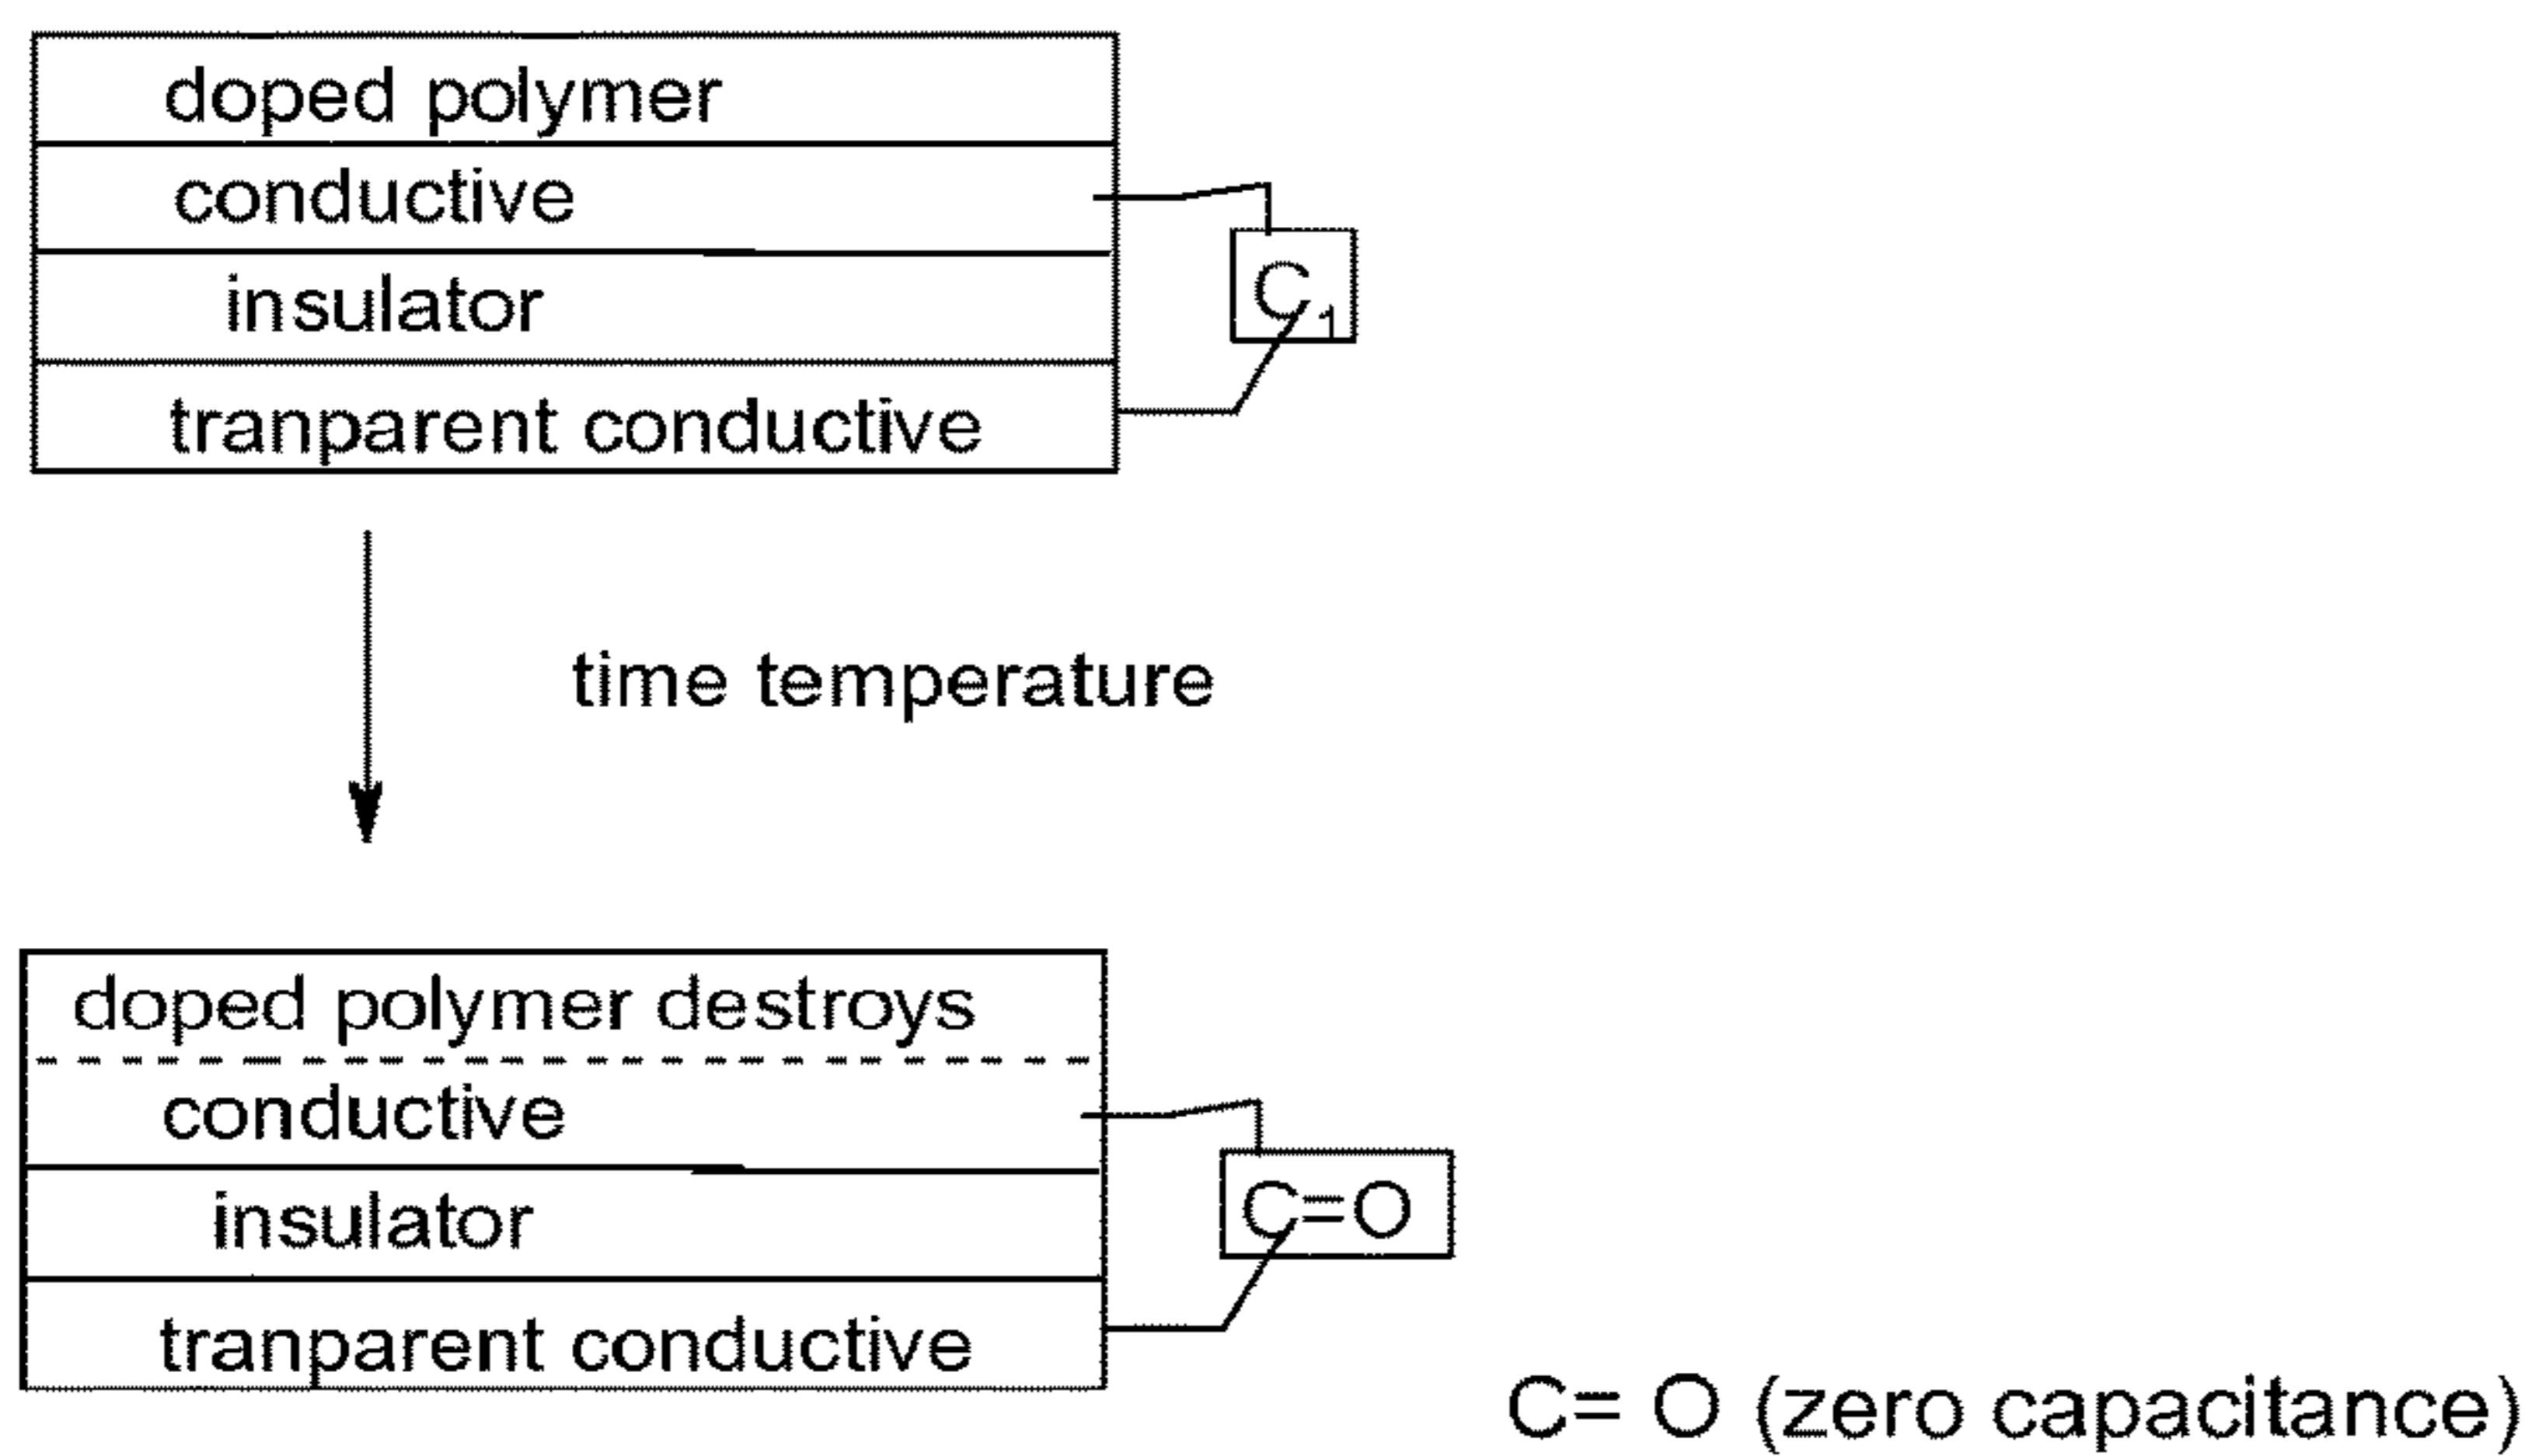 doped polymer
conductive
C1
insulator
tranparent conductive
time temperature
doped polymer destroys
conductive
C=O
insulator
tranparent conductive
C= O (zero capacitance)